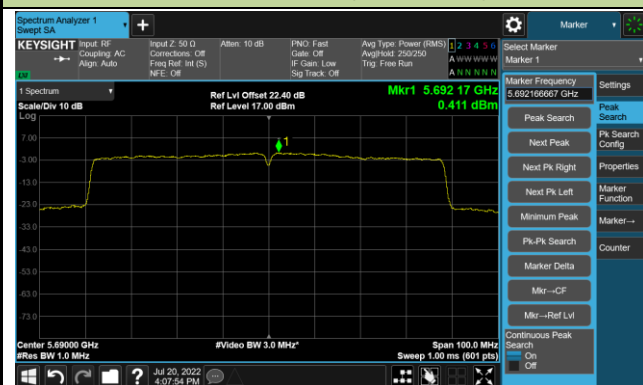 Spectrum Analyzer 1
Swept SA
+
Marker
KEYSIGHT
Input: RF
Coupling: AC
Align: Auto
Input Z: 50 Ω
Corrections: Off
Freq Ref: Int (S)
NFE: Off
Atten: 10 dB
PNO: Fast
Gate: Off
IF Gain: Low
Sig Track: Off
Avg Type: Power (RMS)
Avg|Hold: 250/250
Trig: Free Run
1 2 3 4 5 6
A W W W W W
A N N N N N
Select Marker
Marker 1
1 Spectrum
Scale/Div 10 dB
Log
Ref Lvl Offset 22.40 dB
Ref Level 17.00 dBm
Mkr1 5.692 17 GHz
0.411 dBm
1
7.00
-3.00
-13.0
-23.0
-33.0
-43.0
-53.0
-63.0
-73.0
Center 5.69000 GHz
#Res BW 1.0 MHz
#Video BW 3.0 MHz*
Span 100.0 MHz
Sweep 1.00 ms (601 pts)
Marker Frequency
5.692166667 GHz
Peak Search
Next Peak
Next Pk Right
Next Pk Left
Minimum Peak
Pk-Pk Search
Marker Delta
Mkr→CF
Mkr→Ref Lvl
Continuous Peak
Search
On
Off
Settings
Peak
Search
Pk Search
Config
Properties
Marker
Function
Marker→
Counter
?
Jul 20, 2022
4:07:54 PM